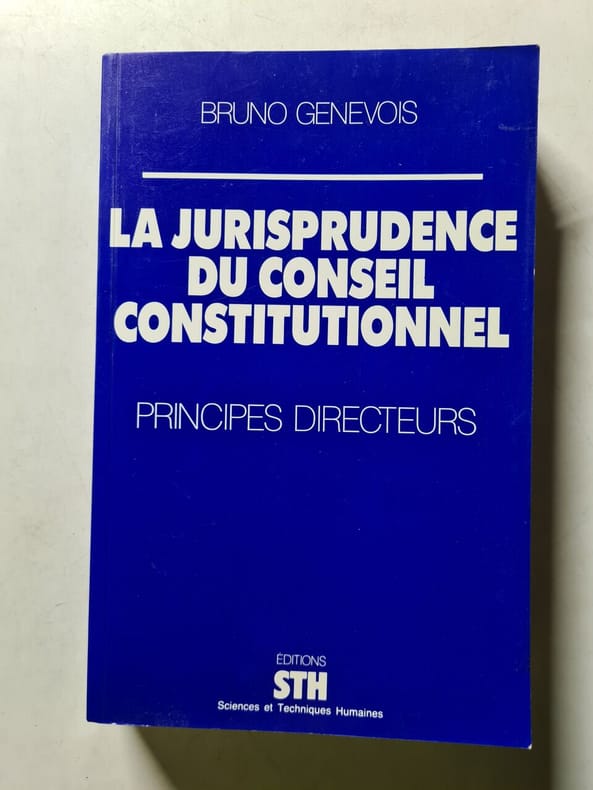 BRUNO GENEVOIS
LA JURISPRUDENCE
DU CONSEIL
CONSTITUTIONNEL
PRINCIPES DIRECTEURS
ÉDITIONS
STH
Sciences et Techniques Humaines